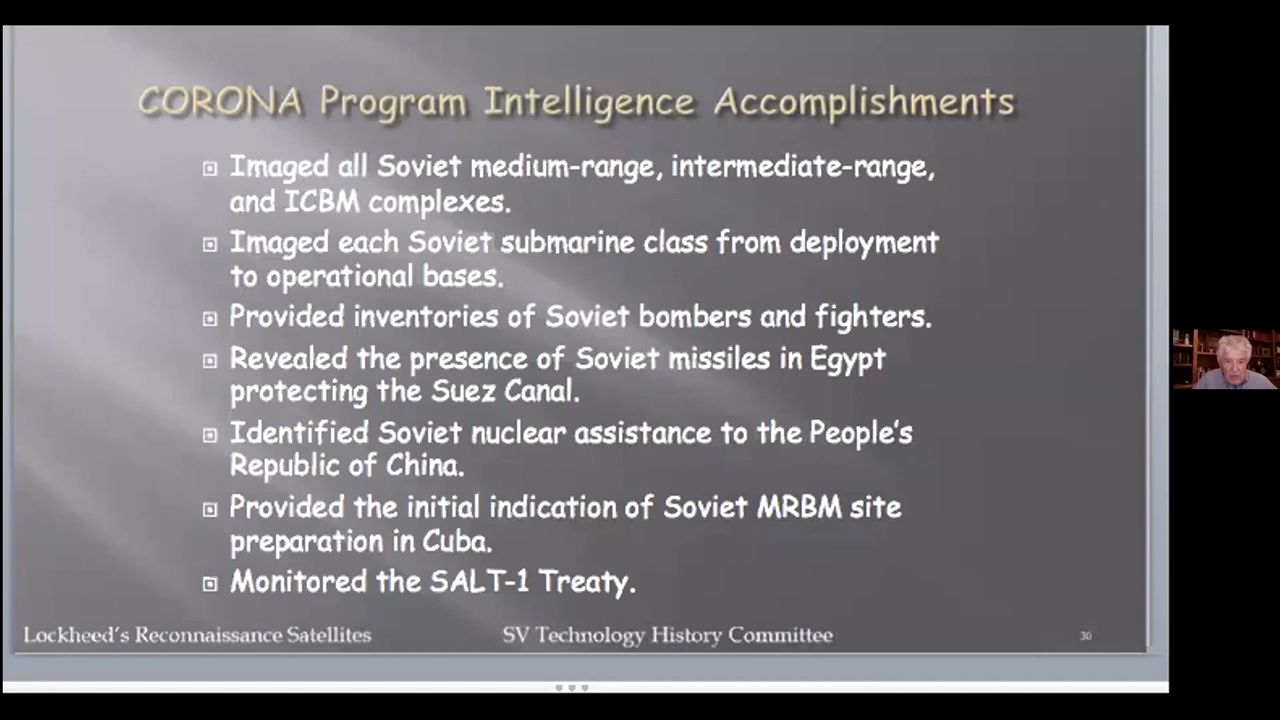 CORONA Program Intelligence Accomplishments
Imaged all Soviet medium-range, intermediate-range,
and ICBM complexes.
Imaged each Soviet submarine class from deployment
to operational bases.
Provided inventories of Soviet bombers and fighters.
Revealed the presence of Soviet missiles in Egypt
protecting the Suez Canal.
Identified Soviet nuclear assistance to the People's
Republic of China.
Provided the initial indication of Soviet MRBM site
preparation in Cuba.
Monitored the SALT-1 Treaty.
Lockheed's Reconnaissance Satellites SV Technology History Committee 30